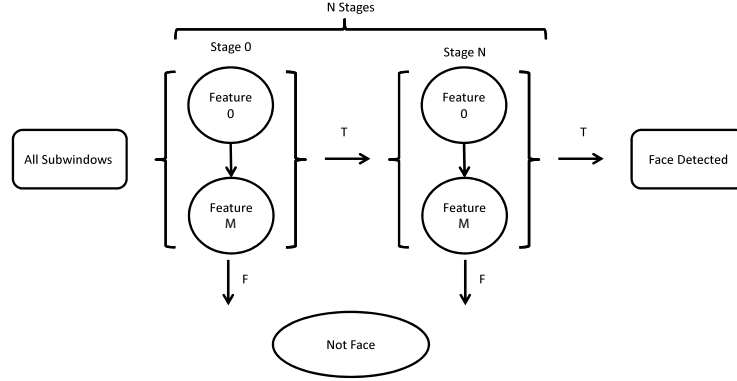 N Stages
Stage 0
Stage N
Feature
0
Feature
0
T
T
All Subwindows
Face Detected
Feature
M
Feature
M
F
F
Not Face